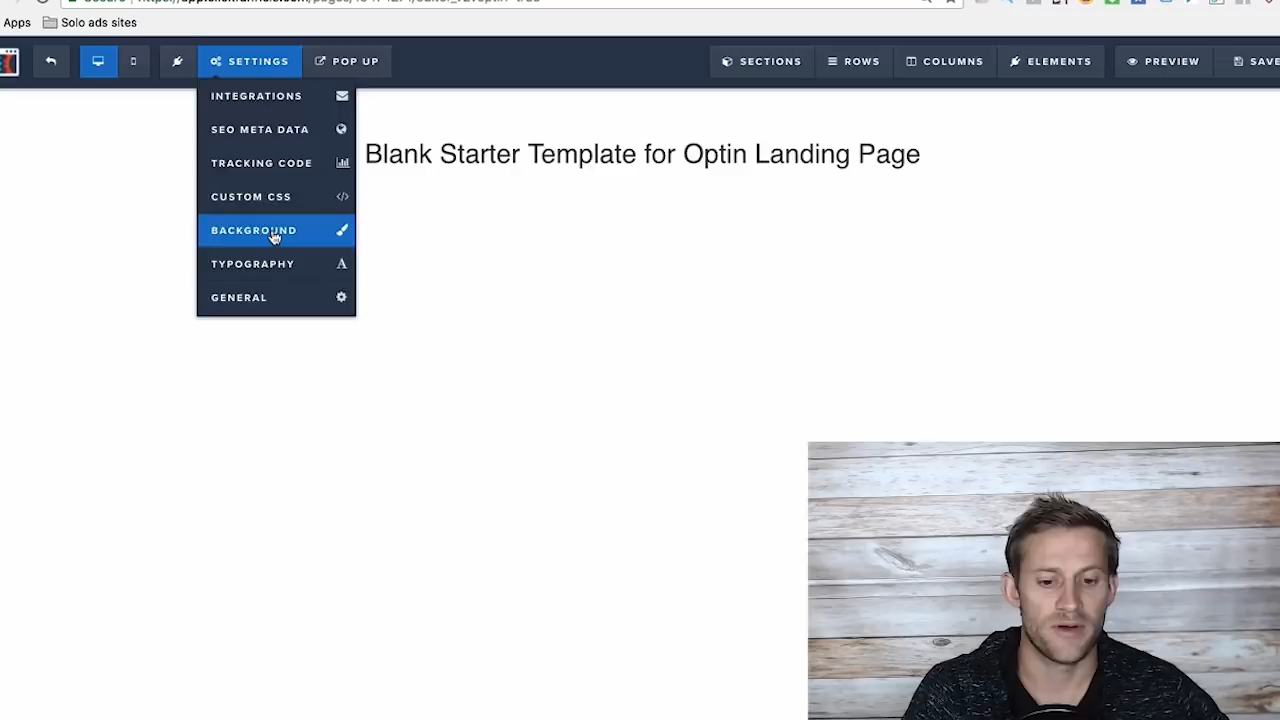 Apps Solo ads sites
SETTINGS POP UP SECTIONS ROWS COLUMNS ELEMENTS PREVIEW SAVE
INTEGRATIONS
SEO META DATA
TRACKING CODE
CUSTOM CSS
BACKGROUND
TYPOGRAPHY
GENERAL
Blank Starter Template for Optin Landing Page